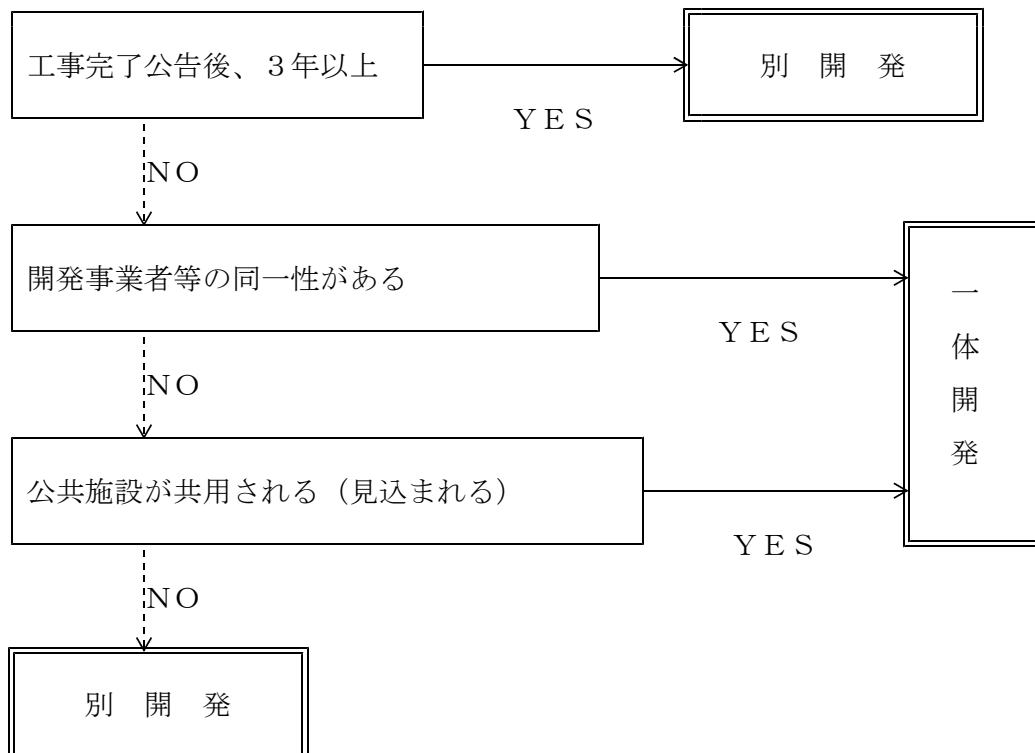 工事完了公告後、３年以上
別　開　発
ＹＥＳ
ＮＯ
開発事業者等の同一性がある
ＹＥＳ
一体開発
ＮＯ
公共施設が共用される（見込まれる）
ＹＥＳ
ＮＯ
別　開　発